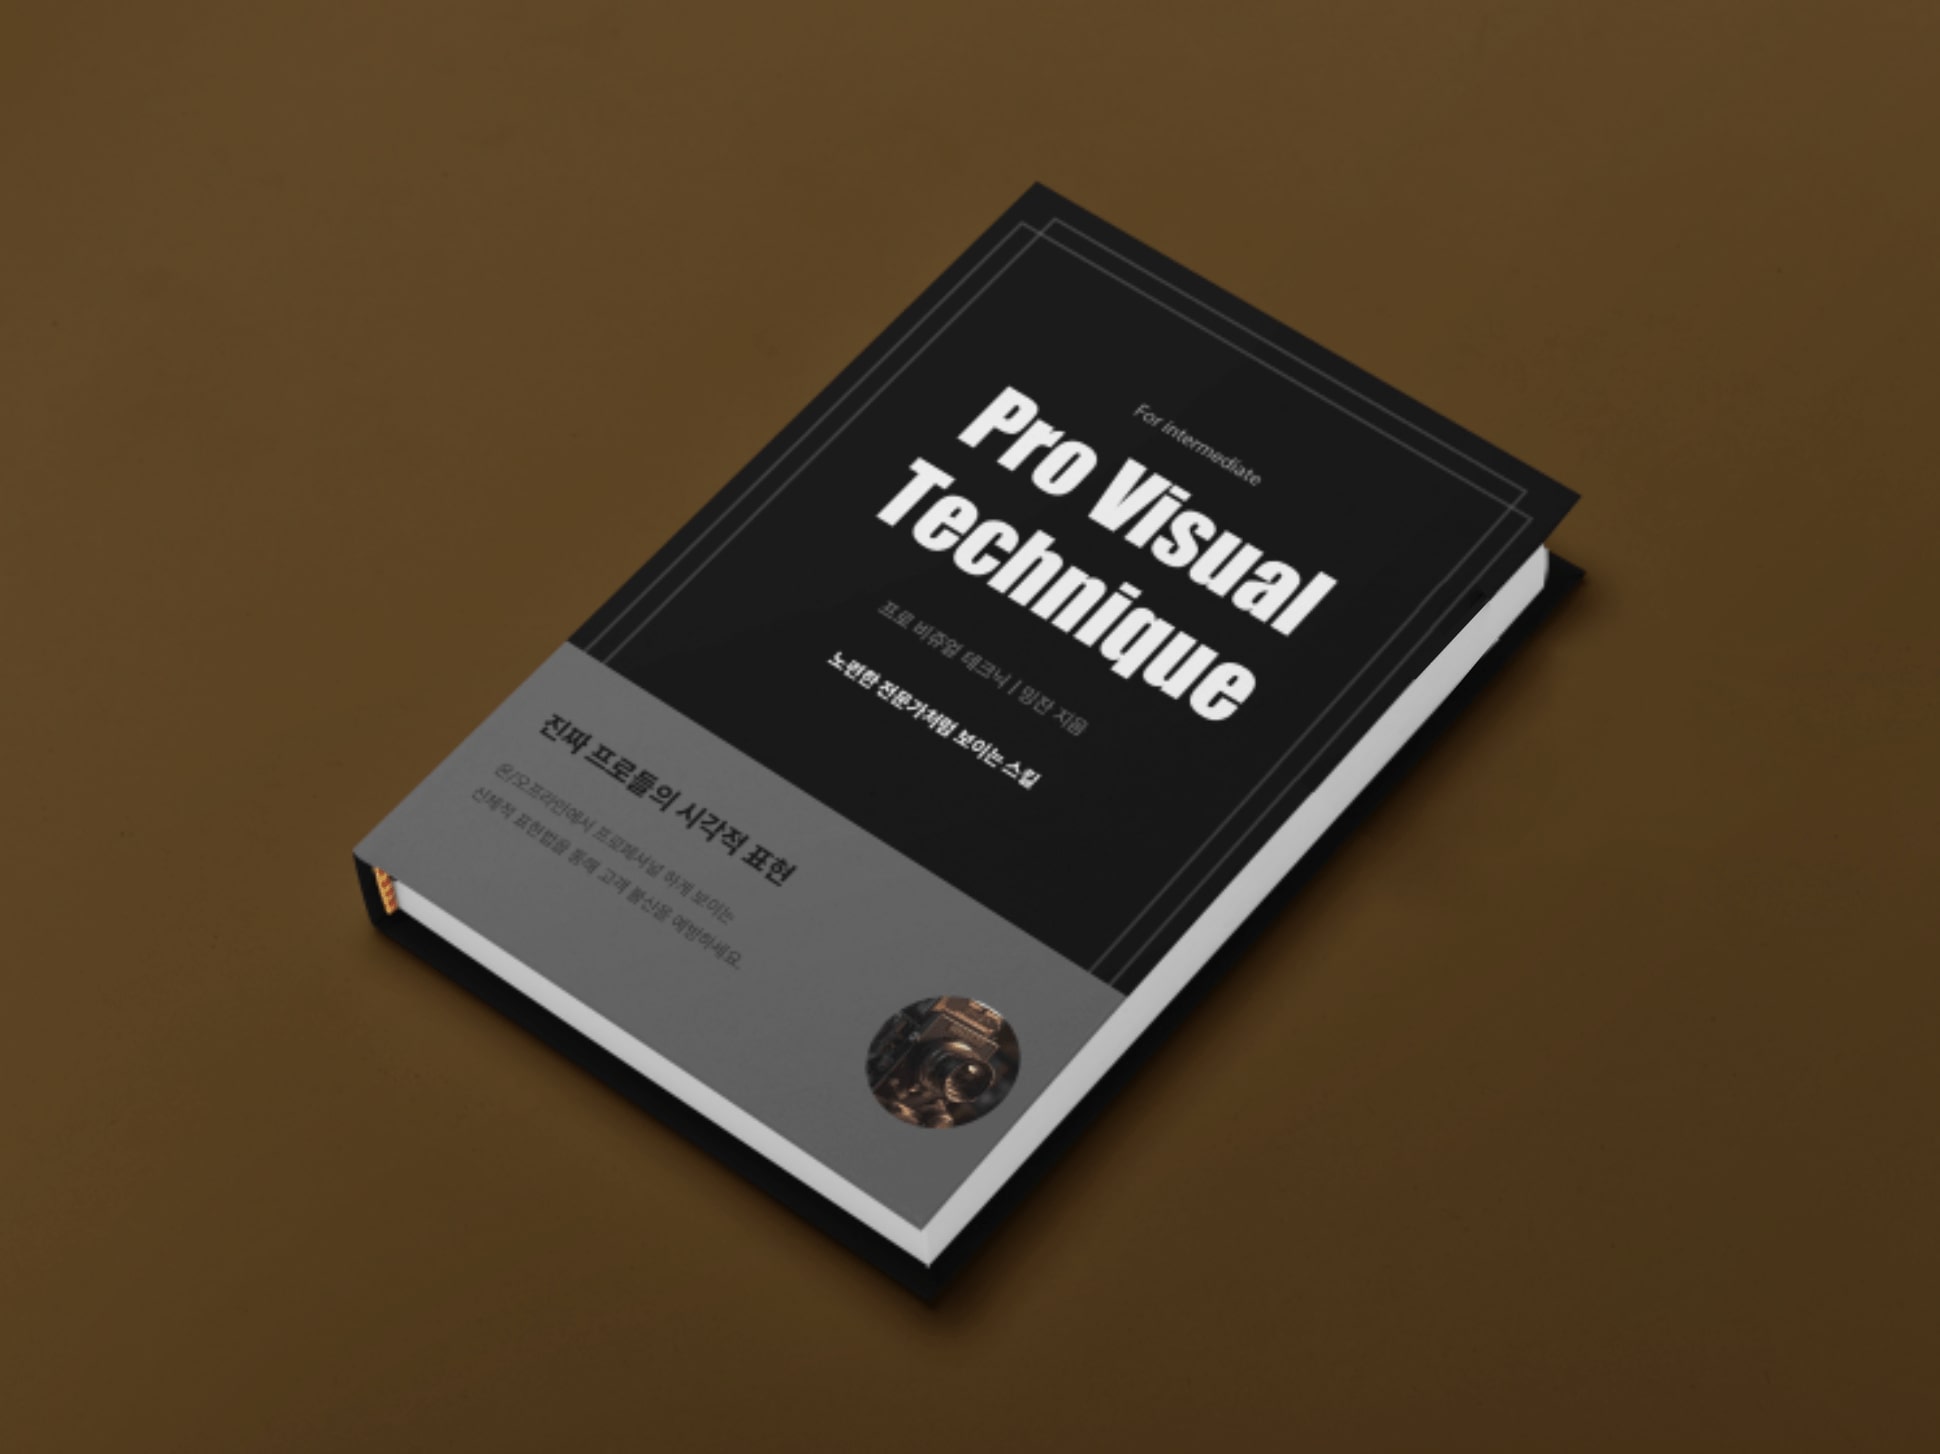 For intermediate
Pro Visual
Technique
프로 비쥬얼 테크닉 | 밍잔 지음
노련한 전문가처럼 보이는 스킬
진짜 프로들의 시각적 표현
온/오프라인에서 프로페셔널 하게 보이는
신체적 표현법을 통해 고객 불신을 예방하세요.